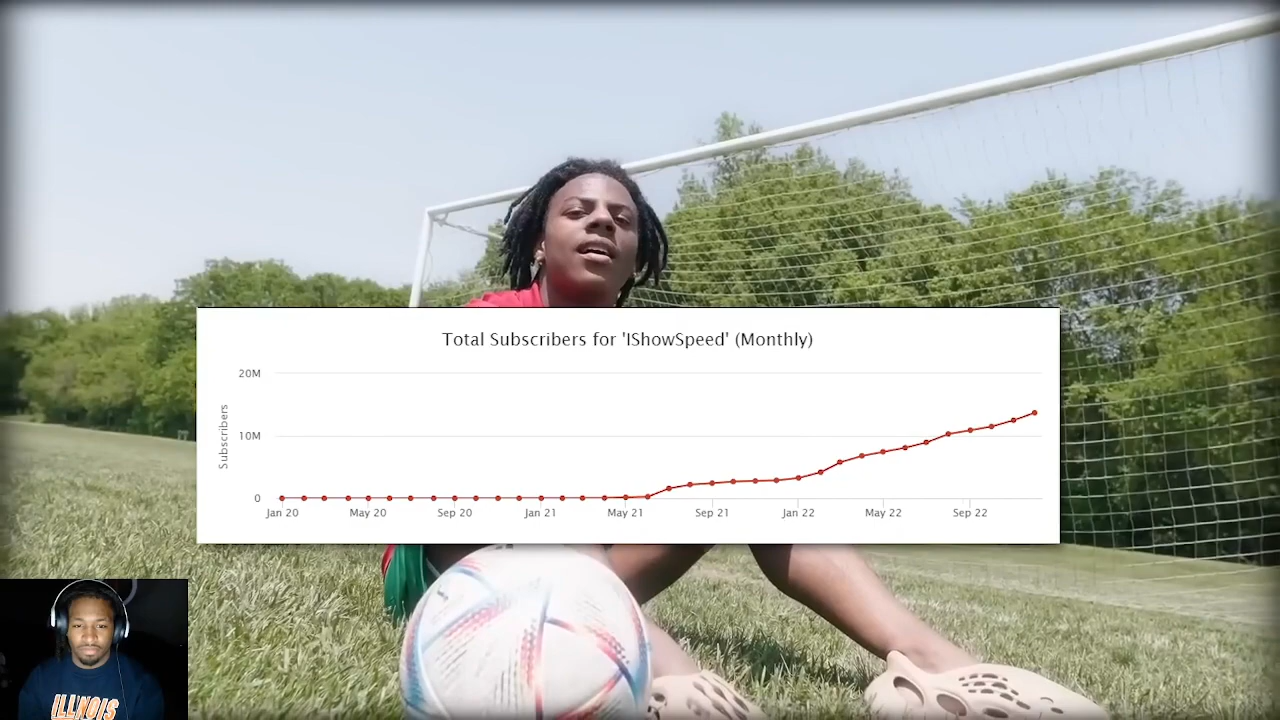 Total Subscribers for 'IShowSpeed' (Monthly)
20M
10M
0
Subscribers
Jan 20 May 20 Sep 20 Jan 21 May 21 Sep 21 Jan 22 May 22 Sep 22
ILLINOIS